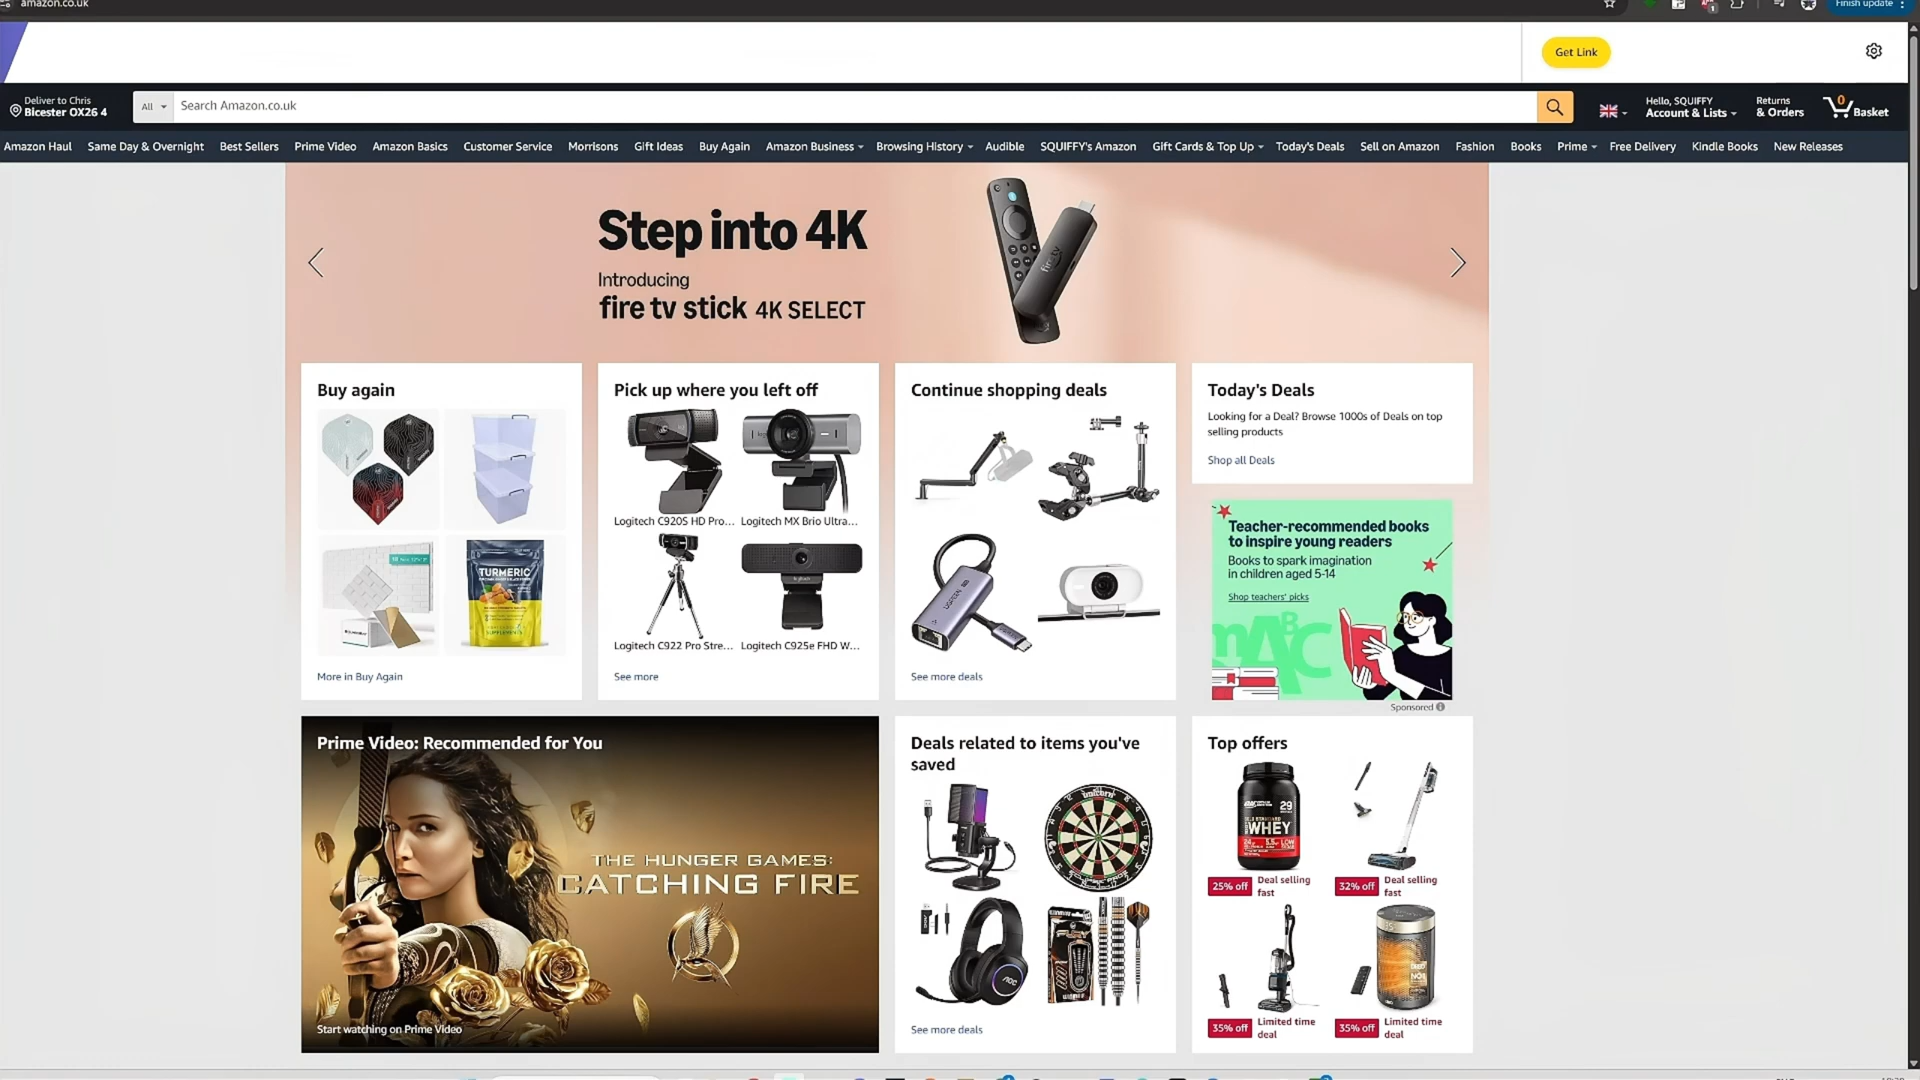 amazon.co.uk
Finish update
Get Link
Deliver to Chris
Bicester OX26 4
All
Search Amazon.co.uk
Hello, SQUIFFY
Account & Lists
Returns
& Orders
0
Basket
Amazon Haul
Same Day & Overnight
Best Sellers
Prime Video
Amazon Basics
Customer Service
Morrisons
Gift Ideas
Buy Again
Amazon Business
Browsing History
Audible
SQUIFFY's Amazon
Gift Cards & Top Up
Today's Deals
Sell on Amazon
Fashion
Books
Prime
Free Delivery
Kindle Books
New Releases
Step into 4K
Introducing
fire tv stick 4K SELECT
fire tv
Buy again
TURMERIC
SUPPLEMENTS
More in Buy Again
Pick up where you left off
Logitech C920S HD Pro...
Logitech MX Brio Ultra...
Logitech C922 Pro Stre...
Logitech C925e FHD W...
See more
Continue shopping deals
UGREEN
See more deals
Today's Deals
Looking for a Deal? Browse 1000s of Deals on top
selling products
Shop all Deals
Teacher-recommended books
to inspire young readers
Books to spark imagination
in children aged 5-14
Shop teachers' picks
Sponsored
Prime Video: Recommended for You
THE HUNGER GAMES:
CATCHING FIRE
Start watching on Prime Video
Deals related to items you've
saved
unicorn
AOC
FURY
See more deals
Top offers
29
GOLD STANDARD
WHEY
25% off
Deal selling
fast
32% off
Deal selling
fast
35% off
Limited time
deal
35% off
Limited time
deal